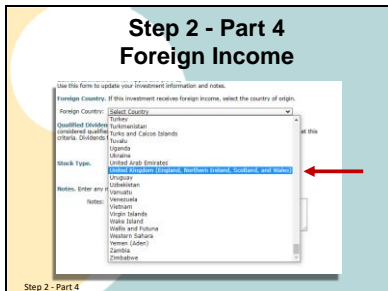 Step 2 - Part 4
Foreign Income
Use this form to update your investment information and notes.
Foreign Country. If this investment receives foreign income, select the country of origin.
Foreign Country: Select Country
Turkey
Qualified Dividen
Turkmenistan
considered qualifie
Turks and Caicos Islands
at this
criteria. Dividends
Tuvalu
Uganda
Ukraine
Stock Type.
United Arab Emirates
United Kingdom (England, Northern Ireland, Scotland, and Wales)
Uruguay
Uzbekistan
Notes. Enter any
Vanuatu
Notes:
Venezuela
Vietnam
Virgin Islands
Wake Island
Wallis and Futuna
Western Sahara
Yemen (Aden)
Zambia
Zimbabwe
Step 2 - Part 4